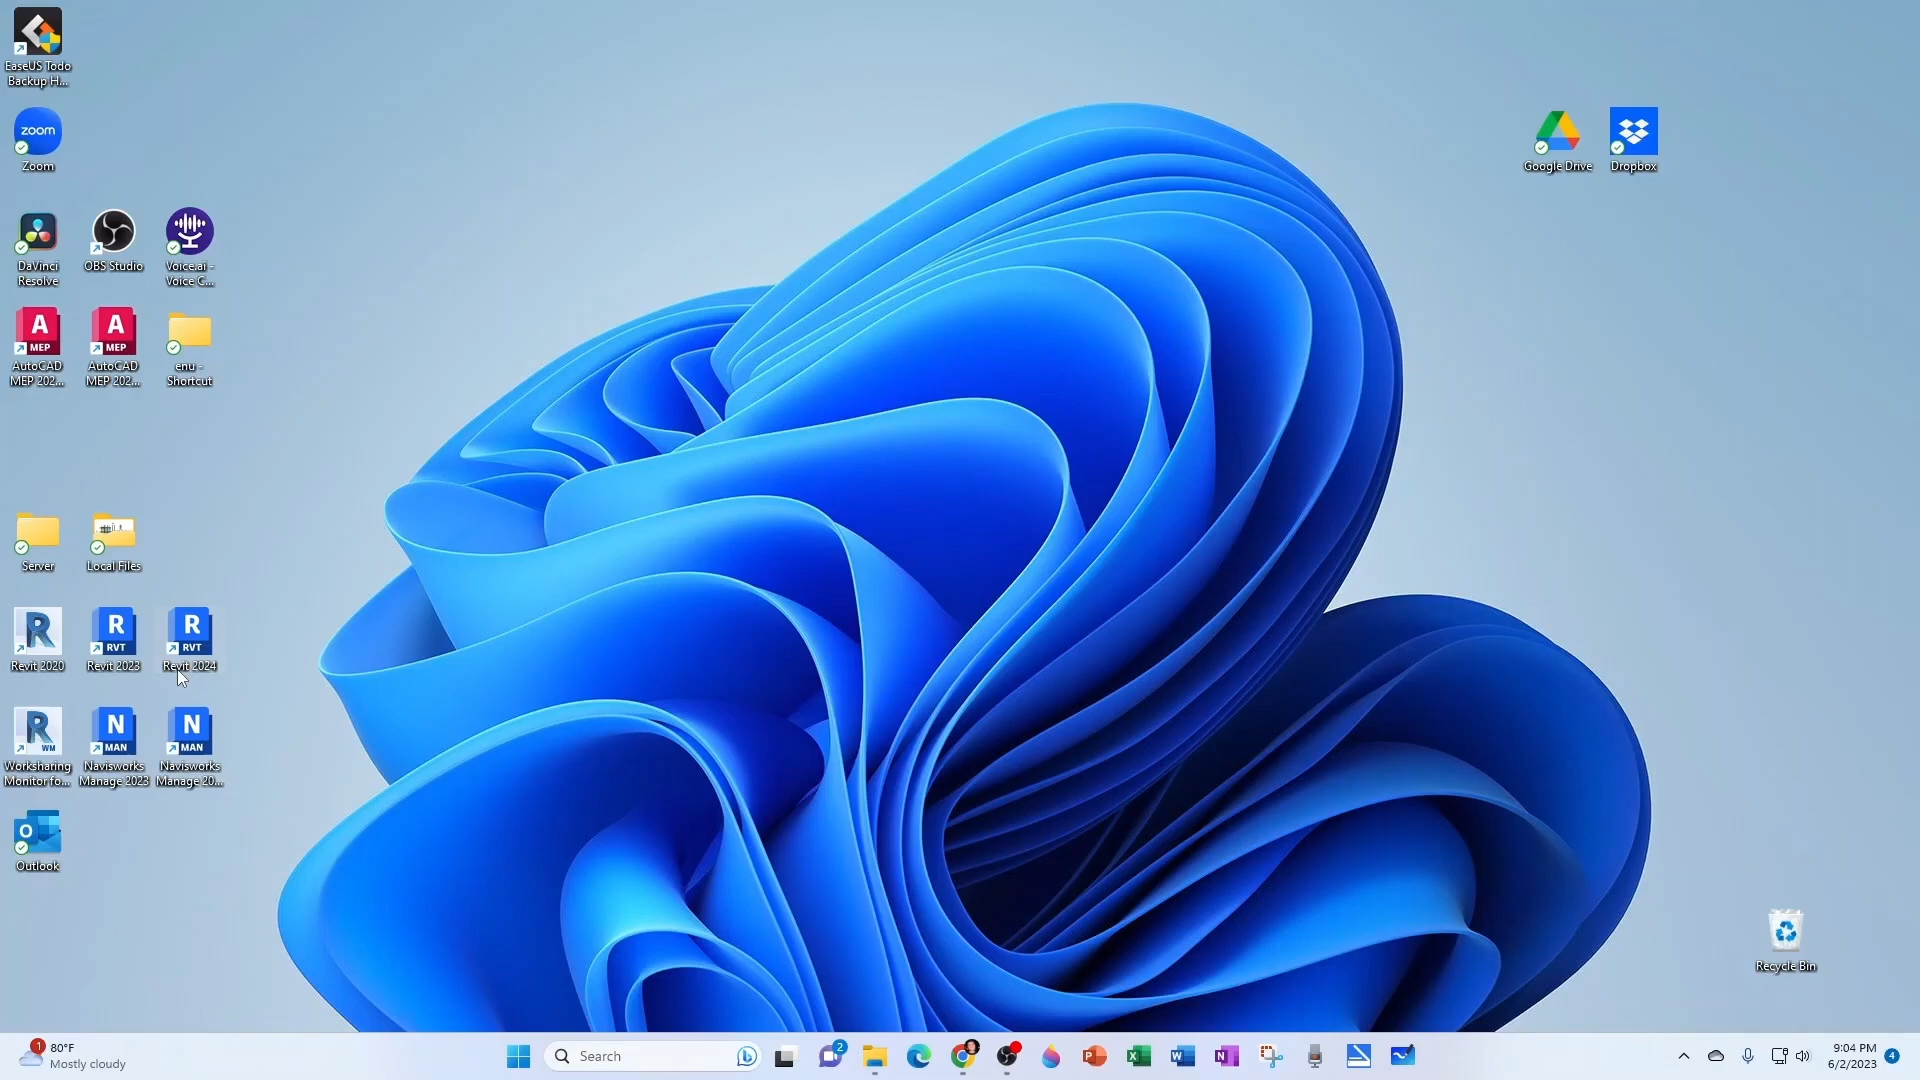 EaseUS Todo
Backup H...
zoom
Zoom
Google Drive
Dropbox
DaVinci
Resolve
OBS Studio
Voice.ai -
Voice C...
A
MEP
AutoCAD
MEP 202...
A
MEP
AutoCAD
MEP 202...
enu -
Shortcut
Server
Local Files
R
Revit 2020
R
RVT
Revit 2023
R
RVT
Revit 2024
R
WM
Worksharing
Monitor fo...
N
MAN
Navisworks
Manage 2023
N
MAN
Navisworks
Manage 20...
O
Outlook
Recycle Bin
1
80°F
Mostly cloudy
Search
2
P
X
W
N
9:04 PM
6/2/2023
4